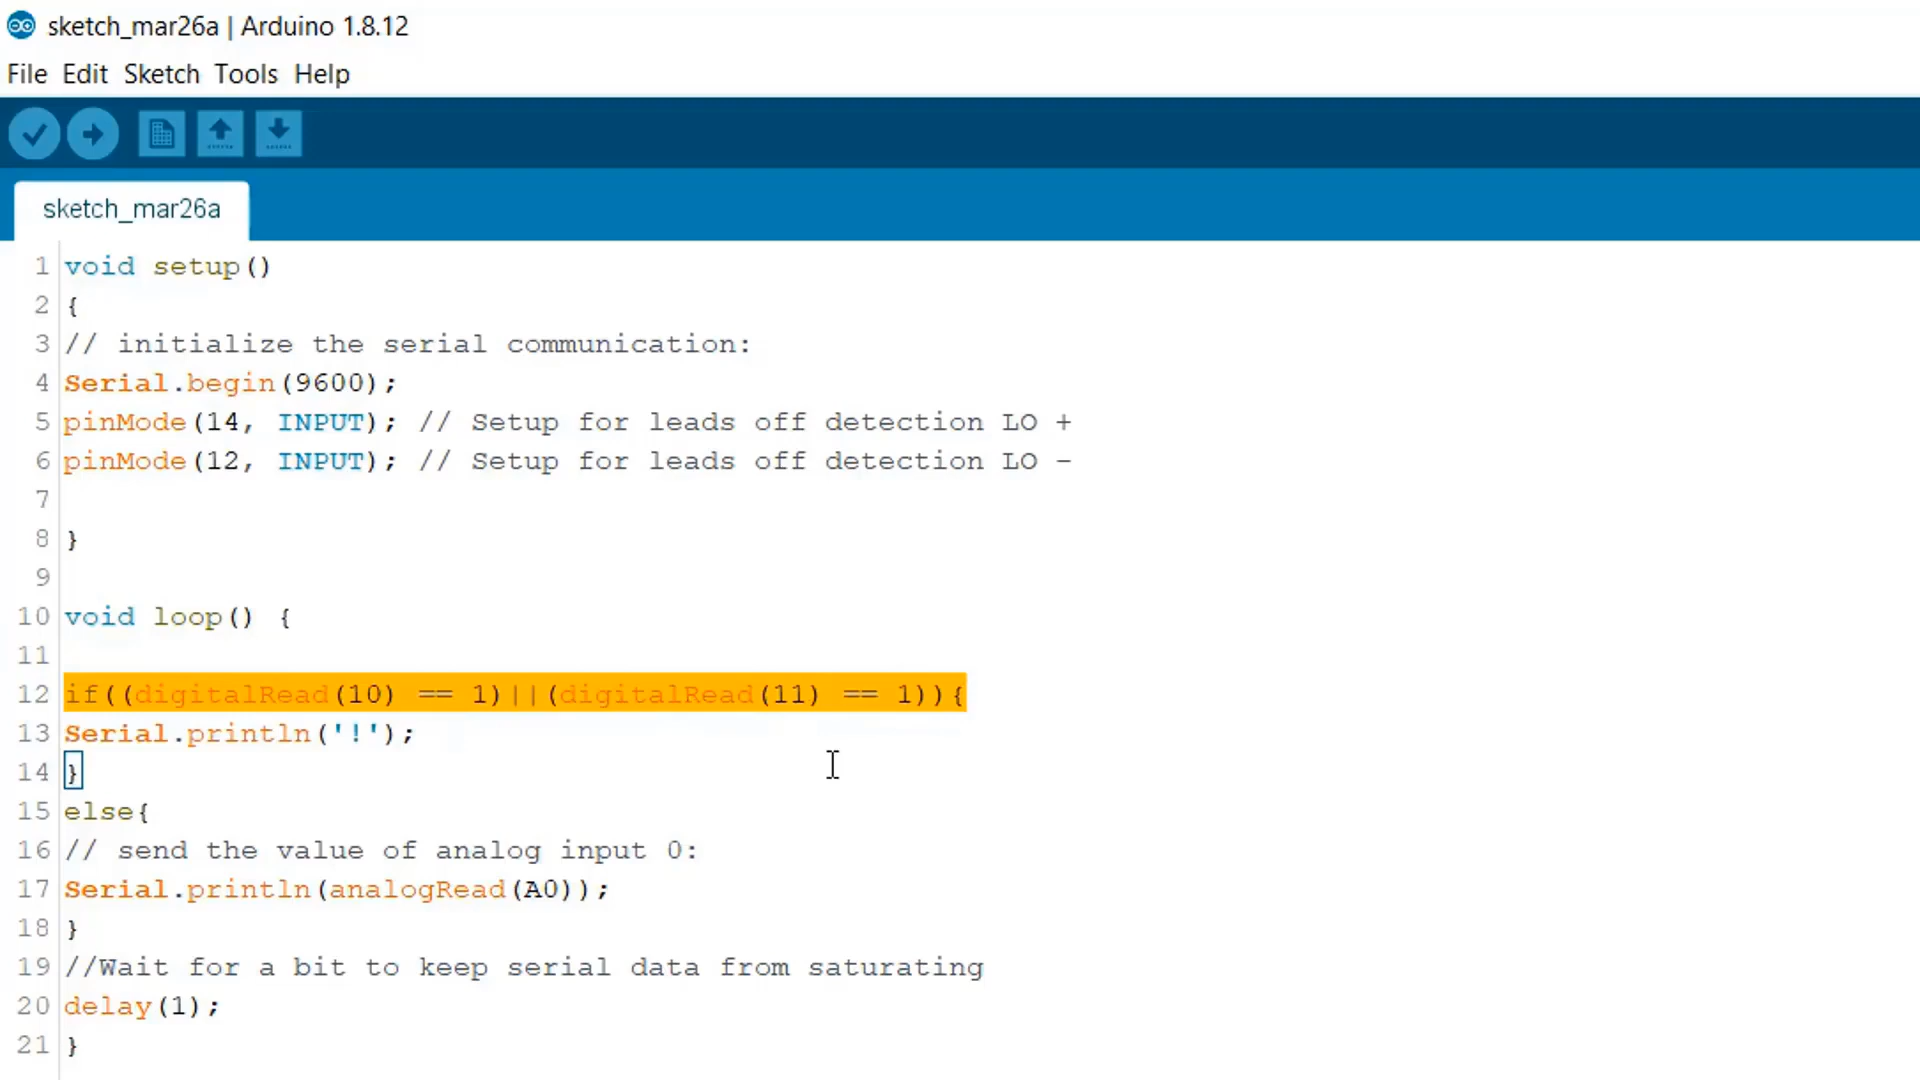 sketch_mar26a | Arduino 1.8.12
File Edit Sketch Tools Help
sketch_mar26a
1 void setup()
2 {
3 // initialize the serial communication:
4 Serial.begin(9600);
5 pinMode(14, INPUT); // Setup for leads off detection LO +
6 pinMode(12, INPUT); // Setup for leads off detection LO -
7
8 }
9
10 void loop() {
11
12 if((digitalRead(10) == 1)||(digitalRead(11) == 1)){
13 Serial.println('!');
14 }
15 else{
16 // send the value of analog input 0:
17 Serial.println(analogRead(A0));
18 }
19 //Wait for a bit to keep serial data from saturating
20 delay(1);
21 }